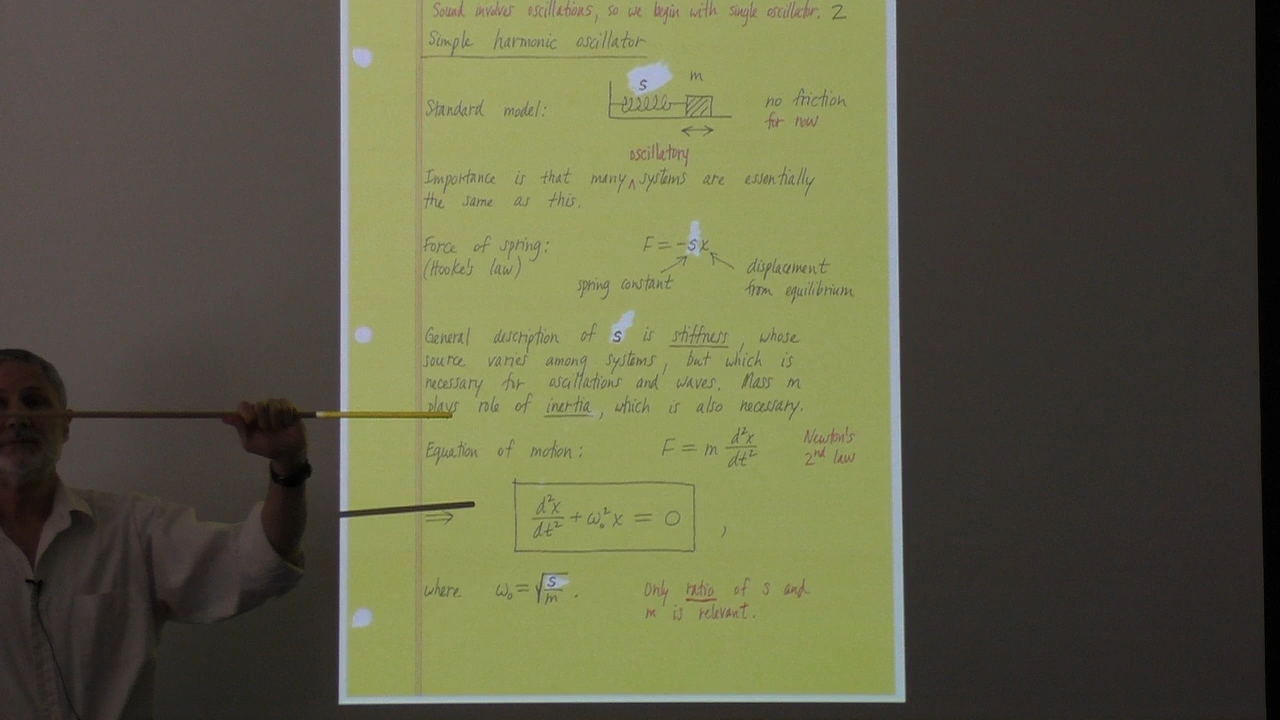 Sound involves oscillations, so we begin with single oscillator. 2
Simple harmonic oscillator
s m
Standard model: no friction
for now
oscillatory
Importance is that many ∧ systems are essentially
the same as this.
Force of spring: F = -sx
(Hooke's law) displacement
spring constant from equilibrium
General description of s is stiffness, whose
source varies among systems, but which is
necessary for oscillations and waves. Mass m
plays role of inertia, which is also necessary.
Equation of motion: F = m d²x/dt² Newton's
2nd law
⇒ d²x/dt² + ω₀²x = 0 ,
where ω₀ = √(s/m). Only ratio of s and
m is relevant.